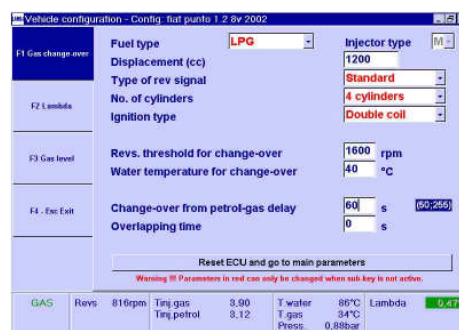 Vehicle configuration - Config: fiat punto 1.2 8v 2002
F1 Gas change-over
Fuel type LPG Injector type M
Displacement (cc) 1200
Type of rev signal Standard
F2 Lambda
No. of cylinders 4 cylinders
Ignition type Double coil
F3 Gas level
Revs. threshold for change-over 1600 rpm
Water temperature for change-over 40 °C
F4 - Esc Exit
Change-over from petrol-gas delay 60 s (50;255)
Overlapping time 0 s
Reset ECU and go to main parameters
Warning !!! Parameters in red can only be changed when sub-key is not active.
GAS Revs 816rpm Tinj.gas 3,90 T.water 86°C Lambda 0,47
Tinj.petrol 3,12 T.gas 34°C
Press. 0,88bar